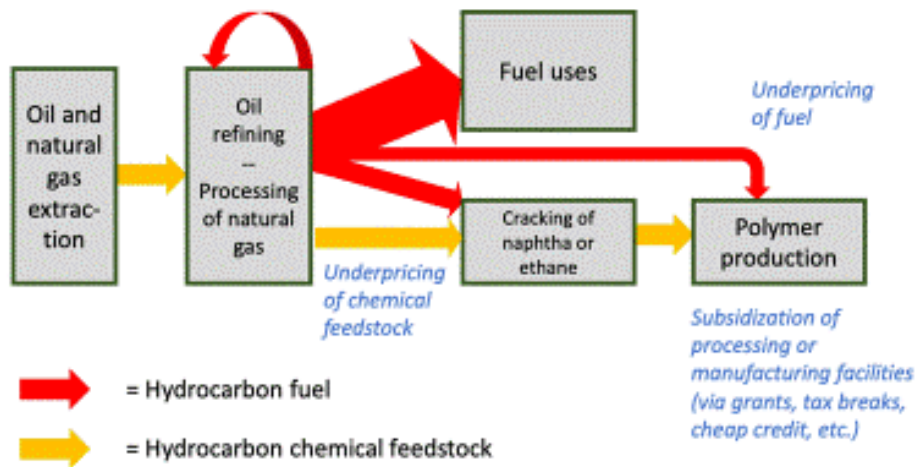 Oil and
natural
gas
extrac-
tion
Oil
refining
--
Processing
of natural
gas
Fuel uses
Underpricing
of fuel
Cracking of
naphtha or
ethane
Polymer
production
Underpricing
of chemical
feedstock
Subsidization of
processing or
manufacturing facilities
(via grants, tax breaks,
cheap credit, etc.)
= Hydrocarbon fuel
= Hydrocarbon chemical feedstock